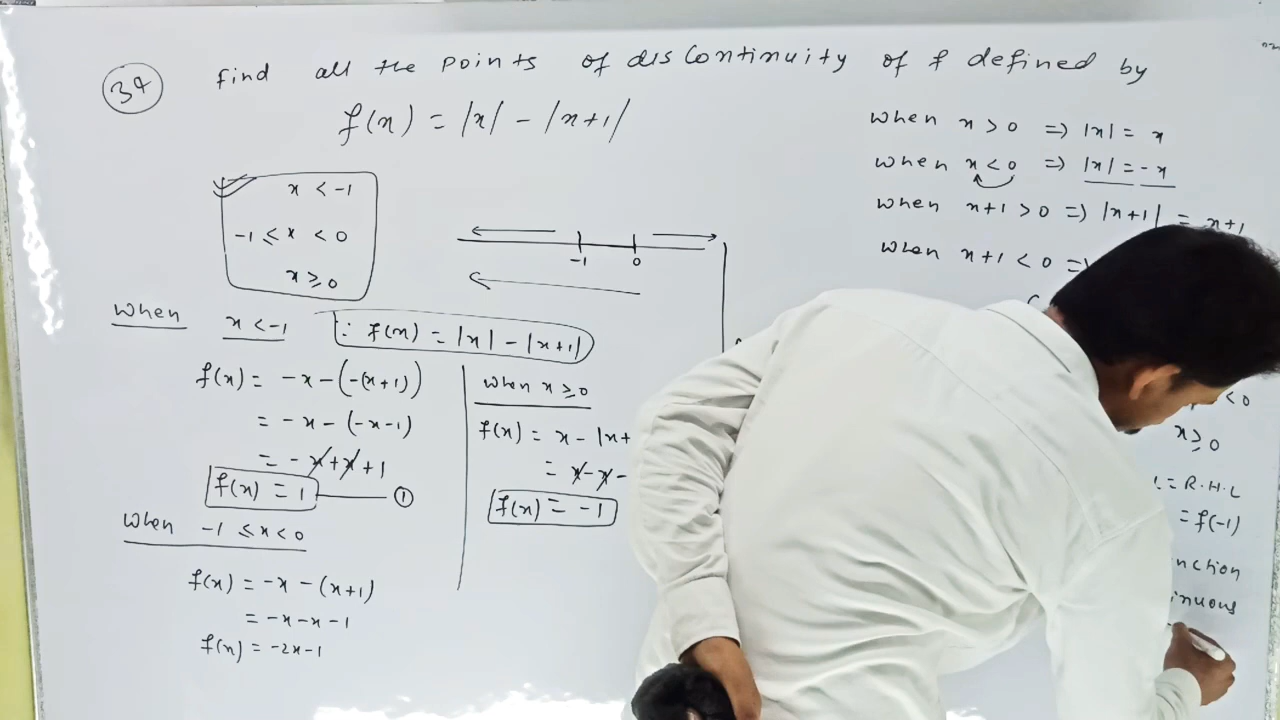 34
find all the points of discontinuity of f defined by
f(x) = |x| - |x+1|
x < -1
-1 ≤ x < 0
x ≥ 0
-1 0
when x < -1
∴ f(x) = |x| - |x+1|
f(x) = -x - (-(x+1))
= -x - (-x-1)
= -x+x+1
f(x) = 1 ①
when -1 ≤ x < 0
f(x) = -x - (x+1)
= -x-x-1
f(x) = -2x-1
when x ≥ 0
f(x) = x - |x+
= x-x-
f(x) = -1
when x > 0 => |x| = x
when x < 0 => |x| = -x
when x+1 > 0 => |x+1| = x+1
when x+1 < 0 =>
< 0
x ≥ 0
= R.H.L
= f(-1)
nction
inuous